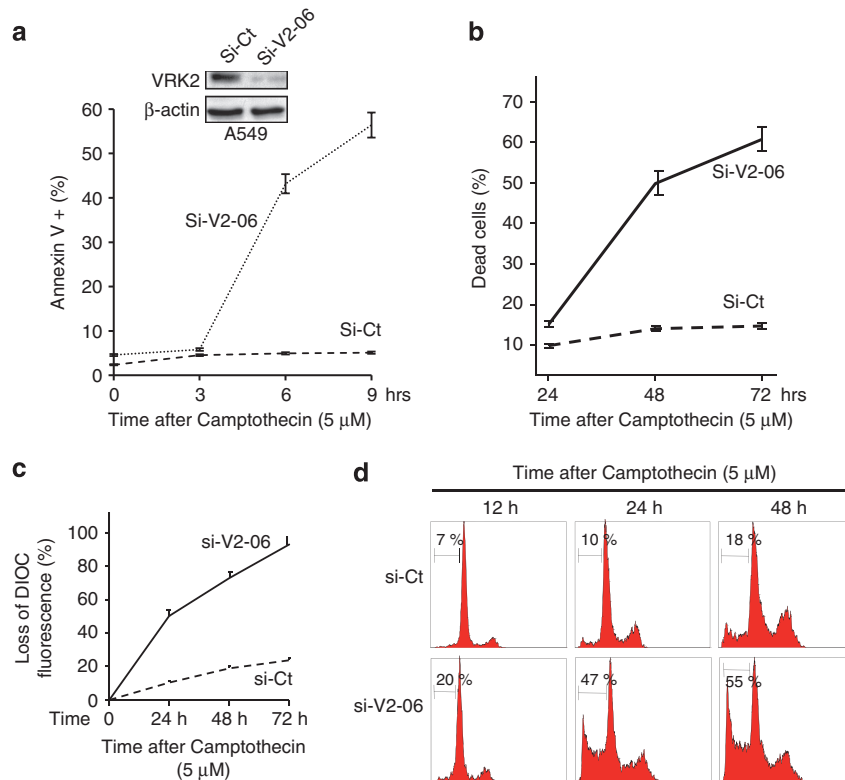 a
Si-Ct
Si-V2-06
VRK2
β-actin
A549
60
50
40
30
20
10
0
Annexin V + (%)
Si-V2-06
Si-Ct
0 3 6 9 hrs
Time after Camptothecin (5 μM)
b
70
60
50
40
30
20
10
Dead cells (%)
Si-V2-06
Si-Ct
24 48 72 hrs
Time after Camptothecin (5 μM)
c
100
80
60
40
20
0
Loss of DIOC
fluorescence (%)
si-V2-06
si-Ct
Time 0 24 h 48 h 72 h
Time after Camptothecin
(5 μM)
d
Time after Camptothecin (5 μM)
12 h 24 h 48 h
si-Ct
7 % 10 % 18 %
si-V2-06
20 % 47 % 55 %